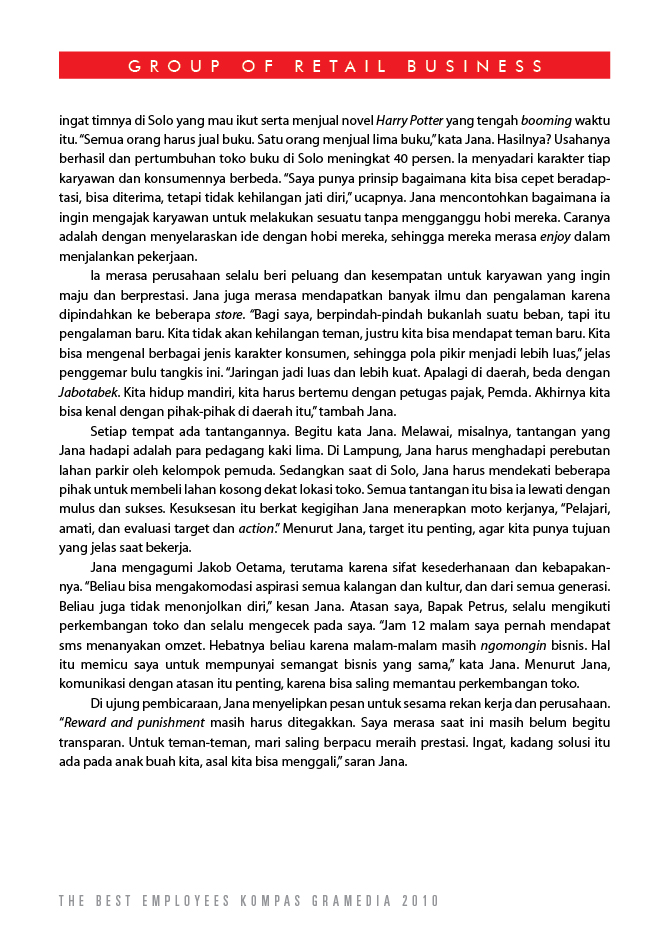 GROUP OF RETAIL BUSINESS
ingat timnya di Solo yang mau ikut serta menjual novel Harry Potter yang tengah booming waktu
itu. “Semua orang harus jual buku. Satu orang menjual lima buku,” kata Jana. Hasilnya? Usahanya
berhasil dan pertumbuhan toko buku di Solo meningkat 40 persen. Ia menyadari karakter tiap
karyawan dan konsumennya berbeda. “Saya punya prinsip bagaimana kita bisa cepet beradap-
tasi, bisa diterima, tetapi tidak kehilangan jati diri,” ucapnya. Jana mencontohkan bagaimana ia
ingin mengajak karyawan untuk melakukan sesuatu tanpa mengganggu hobi mereka. Caranya
adalah dengan menyelaraskan ide dengan hobi mereka, sehingga mereka merasa enjoy dalam
menjalankan pekerjaan.
Ia merasa perusahaan selalu beri peluang dan kesempatan untuk karyawan yang ingin
maju dan berprestasi. Jana juga merasa mendapatkan banyak ilmu dan pengalaman karena
dipindahkan ke beberapa store. “Bagi saya, berpindah-pindah bukanlah suatu beban, tapi itu
pengalaman baru. Kita tidak akan kehilangan teman, justru kita bisa mendapat teman baru. Kita
bisa mengenal berbagai jenis karakter konsumen, sehingga pola pikir menjadi lebih luas,” jelas
penggemar bulu tangkis ini. “Jaringan jadi luas dan lebih kuat. Apalagi di daerah, beda dengan
Jabotabek. Kita hidup mandiri, kita harus bertemu dengan petugas pajak, Pemda. Akhirnya kita
bisa kenal dengan pihak-pihak di daerah itu,” tambah Jana.
Setiap tempat ada tantangannya. Begitu kata Jana. Melawai, misalnya, tantangan yang
Jana hadapi adalah para pedagang kaki lima. Di Lampung, Jana harus menghadapi perebutan
lahan parkir oleh kelompok pemuda. Sedangkan saat di Solo, Jana harus mendekati beberapa
pihak untuk membeli lahan kosong dekat lokasi toko. Semua tantangan itu bisa ia lewati dengan
mulus dan sukses. Kesuksesan itu berkat kegigihan Jana menerapkan moto kerjanya, “Pelajari,
amati, dan evaluasi target dan action.” Menurut Jana, target itu penting, agar kita punya tujuan
yang jelas saat bekerja.
Jana mengagumi Jakob Oetama, terutama karena sifat kesederhanaan dan kebapakan-
nya. “Beliau bisa mengakomodasi aspirasi semua kalangan dan kultur, dan dari semua generasi.
Beliau juga tidak menonjolkan diri,” kesan Jana. Atasan saya, Bapak Petrus, selalu mengikuti
perkembangan toko dan selalu mengecek pada saya. “Jam 12 malam saya pernah mendapat
sms menanyakan omzet. Hebatnya beliau karena malam-malam masih ngomongin bisnis. Hal
itu memicu saya untuk mempunyai semangat bisnis yang sama,” kata Jana. Menurut Jana,
komunikasi dengan atasan itu penting, karena bisa saling memantau perkembangan toko.
Di ujung pembicaraan, Jana menyelipkan pesan untuk sesama rekan kerja dan perusahaan.
“Reward and punishment masih harus ditegakkan. Saya merasa saat ini masih belum begitu
transparan. Untuk teman-teman, mari saling berpacu meraih prestasi. Ingat, kadang solusi itu
ada pada anak buah kita, asal kita bisa menggali,” saran Jana.
THE BEST EMPLOYEES KOMPAS GRAMEDIA 2010